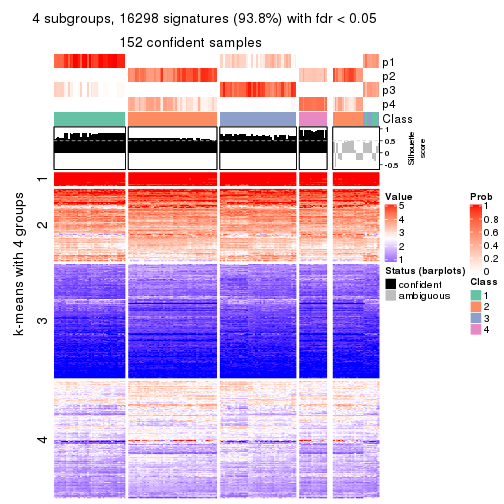 4 subgroups, 16298 signatures (93.8%) with fdr < 0.05
152 confident samples
p1
p2
p3
p4
Class
1
0.5
0
-0.5
Silhouette
score
k-means with 4 groups
1
2
3
4
Value
5
4
3
2
1
Status (barplots)
confident
ambiguous
Prob
1
0.8
0.6
0.4
0.2
0
Class
1
2
3
4